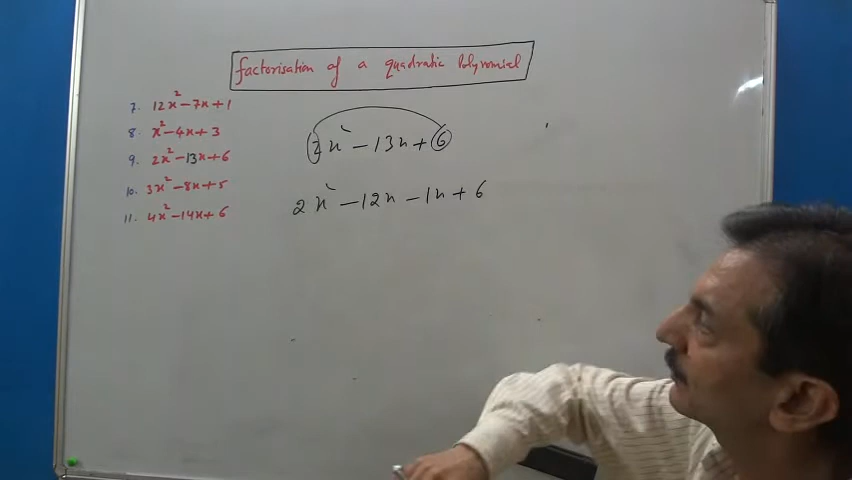 factorisation of a quadratic Polynomial
7. 12x² - 7x + 1
8. x² - 4x + 3
9. 2x² - 13x + 6
10. 3x² - 8x + 5
11. 4x² - 14x + 6
2x² - 13x + 6
2x² - 12x - 1x + 6